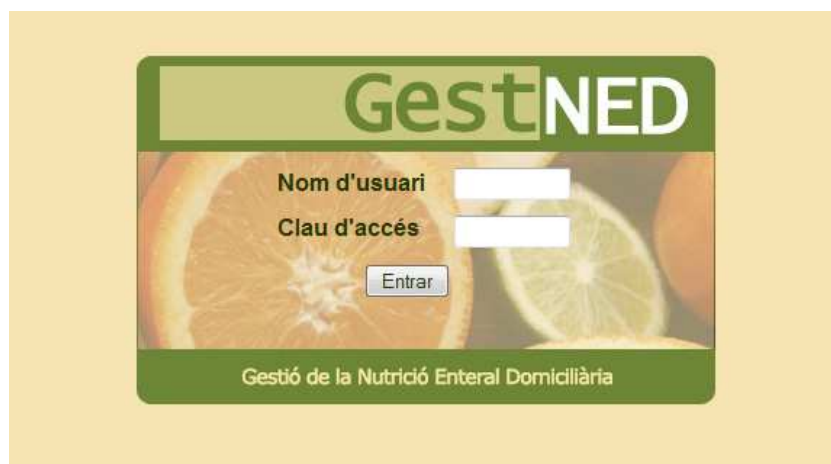 GestNED
Nom d'usuari
Clau d'accés
Entrar
Gestió de la Nutrició Enteral Domiciliària